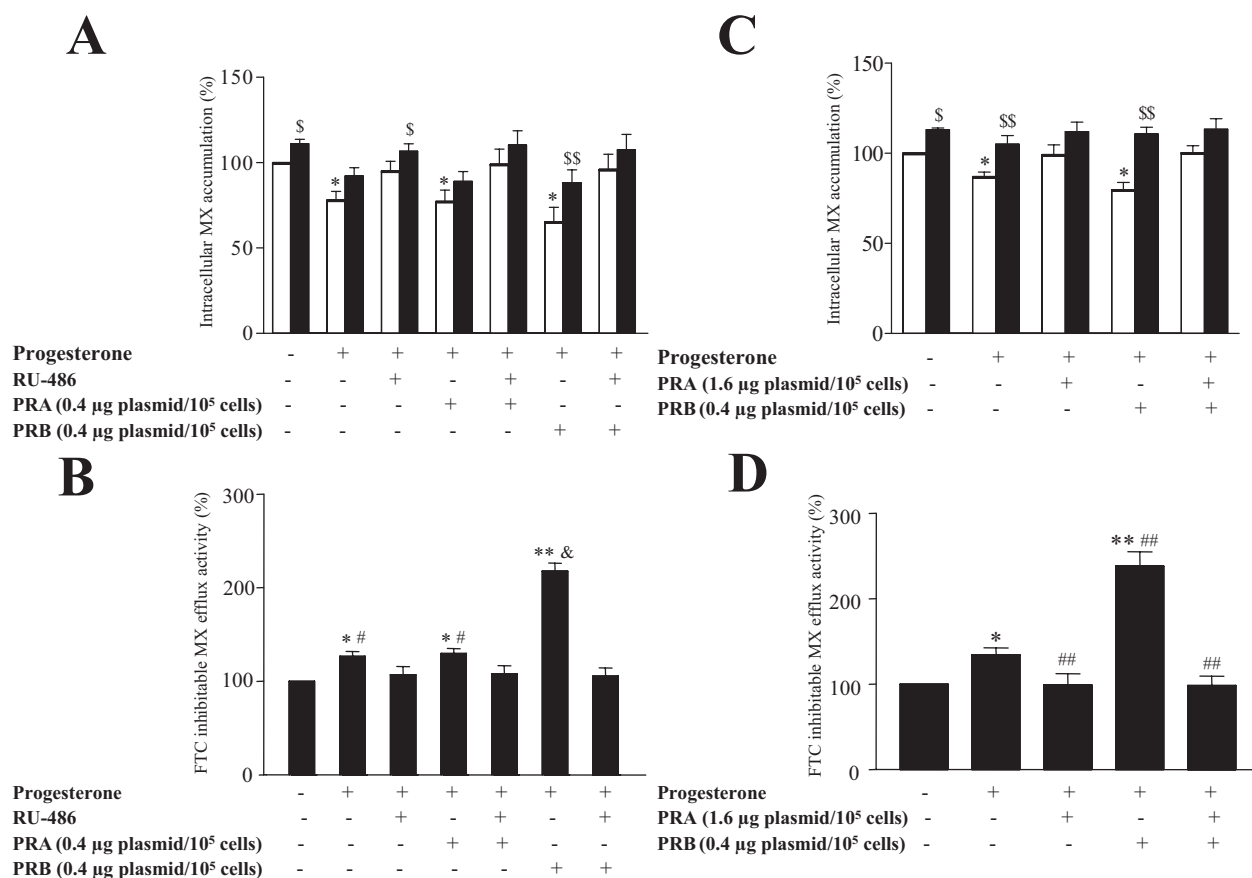 A
Intracellular MX accumulation (%)
150
100
50
0
$ * $ * * $$
Progesterone - + + + + + +
RU-486 - - + - + - +
PRA (0.4 µg plasmid/10⁵ cells) - - - + + - -
PRB (0.4 µg plasmid/10⁵ cells) - - - - - + +
B
FTC inhibitable MX efflux activity (%)
300
200
100
0
* # * # ** &
Progesterone - + + + + + +
RU-486 - - + - + - +
PRA (0.4 µg plasmid/10⁵ cells) - - - + + - -
PRB (0.4 µg plasmid/10⁵ cells) - - - - - + +
C
Intracellular MX accumulation (%)
150
100
50
0
$ * $$ * $$
Progesterone - + + + +
PRA (1.6 µg plasmid/10⁵ cells) - - + - +
PRB (0.4 µg plasmid/10⁵ cells) - - - + +
D
FTC inhibitable MX efflux activity (%)
300
200
100
0
* ## ** ## ##
Progesterone - + + + +
PRA (1.6 µg plasmid/10⁵ cells) - - + - +
PRB (0.4 µg plasmid/10⁵ cells) - - - + +